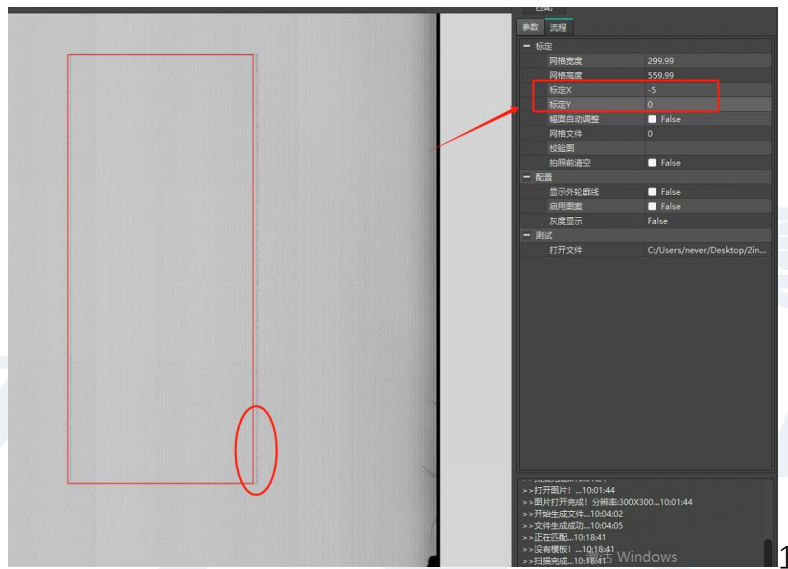 匹配
参数 流程
标定
网格宽度 299.99
网格高度 559.99
标定X -5
标定Y 0
幅面自动调整 False
网格文件 0
校验图
拍照前清空 False
配置
显示外轮廓线 False
启用图案 False
灰度显示 False
测试
打开文件 C:/Users/never/Desktop/2in...
>>打开图片！...10:01:44
>>图片打开完成！分辨率:300X300...10:01:44
>>开始生成文件...10:04:02
>>文件生成成功...10:04:05
>>正在匹配...10:18:41
>>没有模板！...10:18:41
>>扫描完成...10:18:41
激活 Windows
1